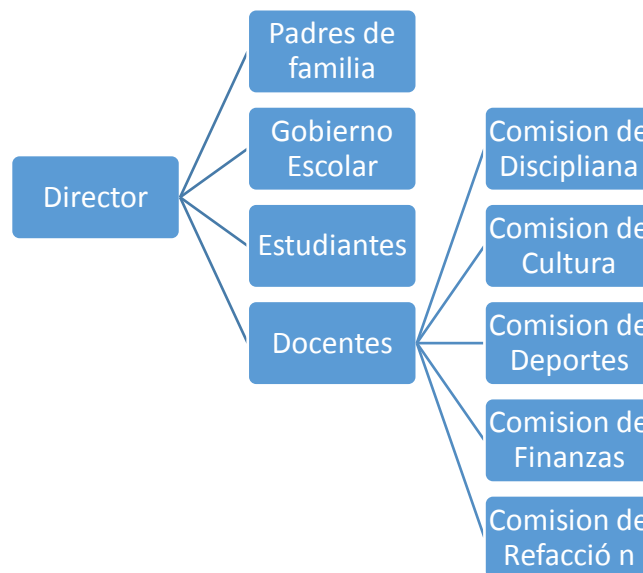 Padres de
familia
Gobierno
Escolar
Director
Estudiantes
Docentes
Comision de
Discipliana
Comision de
Cultura
Comision de
Deportes
Comision de
Finanzas
Comision de
Refacció n